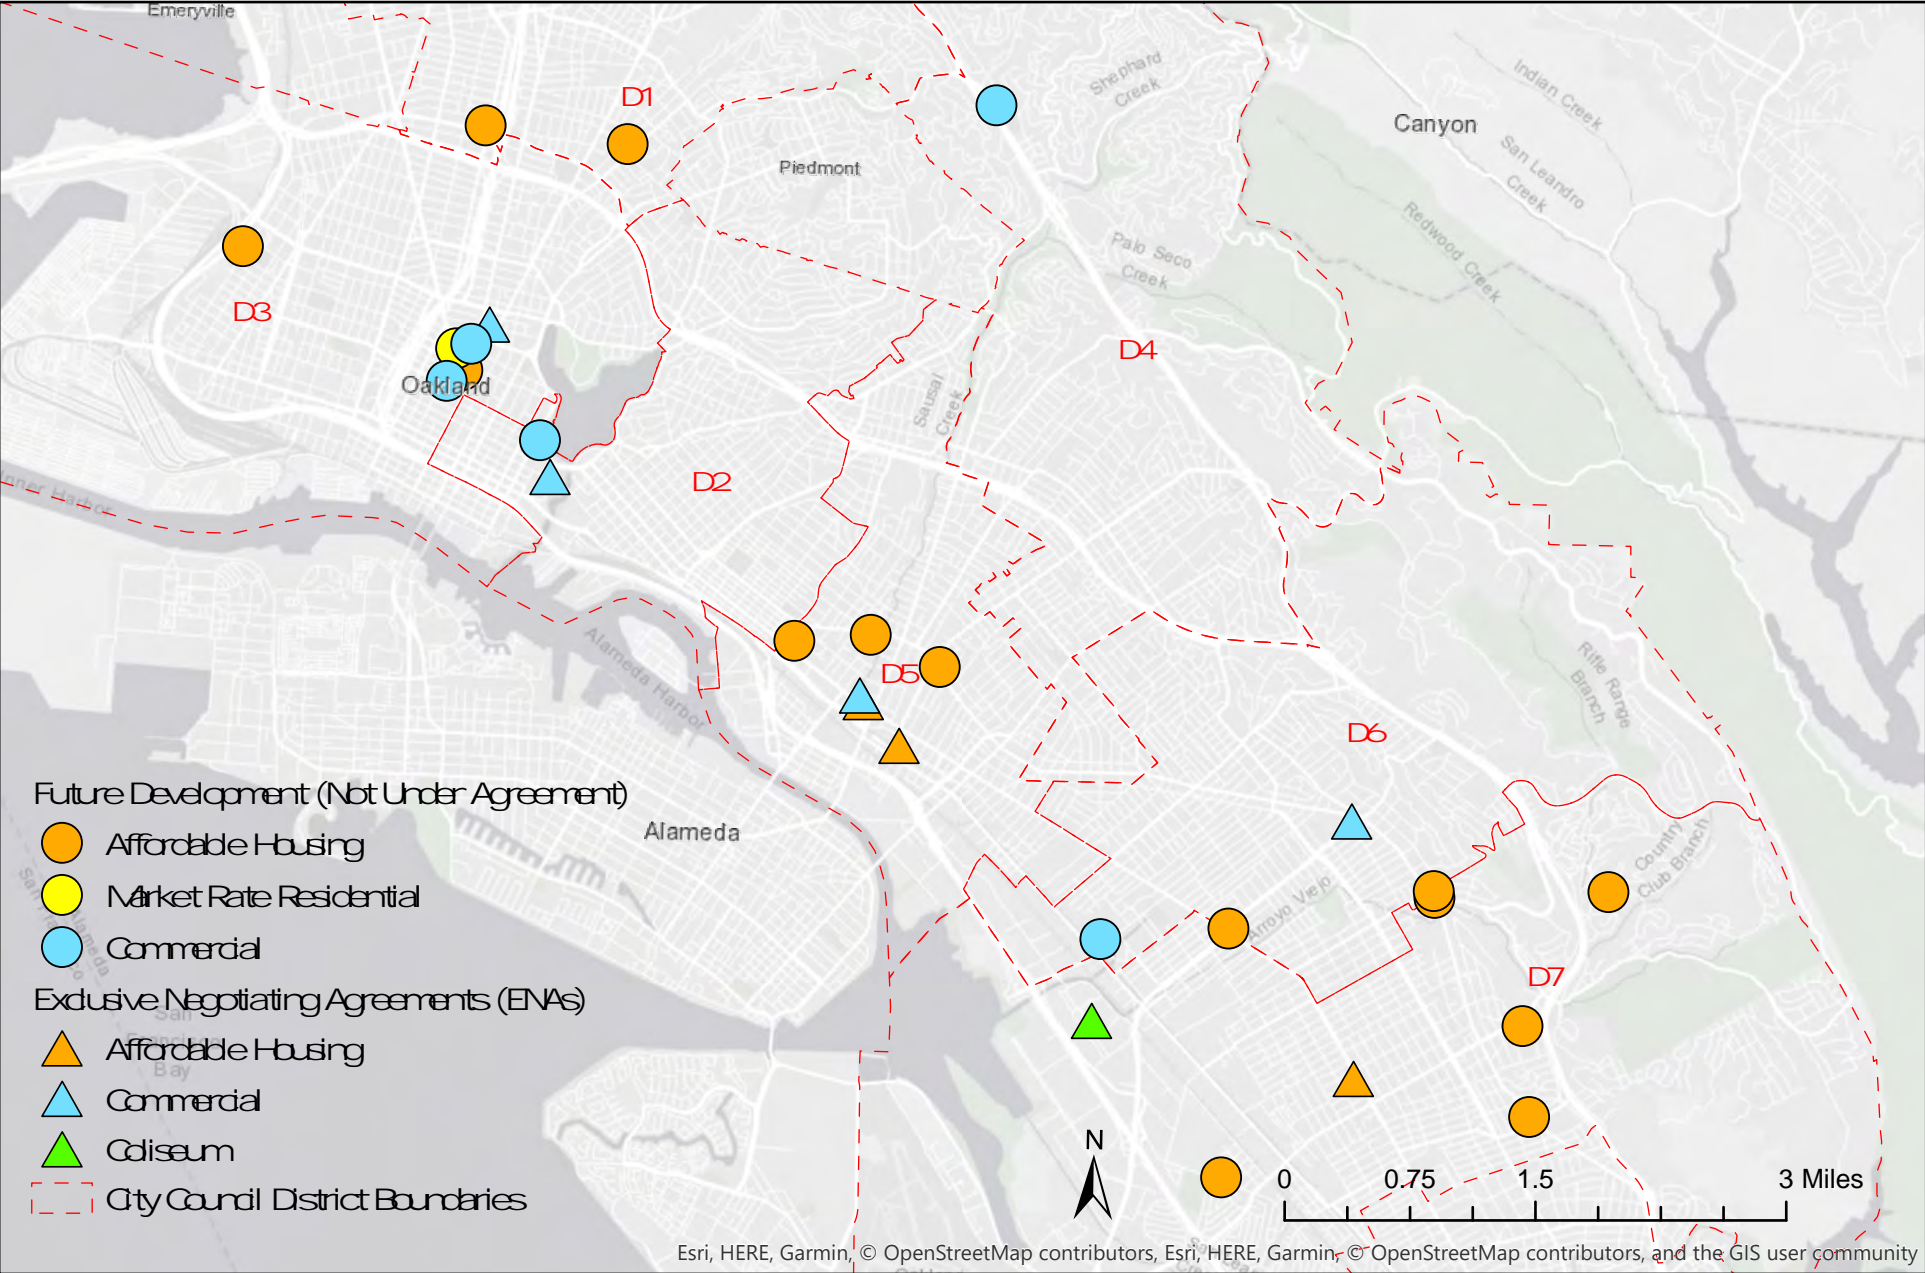 Emeryville
D1
Shephard
Creek
Indian Creek
Canyon
Piedmont
San Leandro
Creek
Redwood Creek
Palo Seco
Creek
D3
D4
Oakland
Sausal
Creek
D2
Inner Harbor
Alameda Harbor
D5
Rifle Range
Branch
D6
Future Development (Not Under Agreement)
Affordable Housing
Market Rate Residential
Commercial
Exclusive Negotiating Agreements (ENAs)
Affordable Housing
Commercial
Coliseum
City Council District Boundaries
Alameda
Country
Club Branch
Arroyo Viejo
D7
San
Francisco
Bay
Alameda
N
0 0.75 1.5 3 Miles
Esri, HERE, Garmin, © OpenStreetMap contributors, Esri, HERE, Garmin, © OpenStreetMap contributors, and the GIS user community